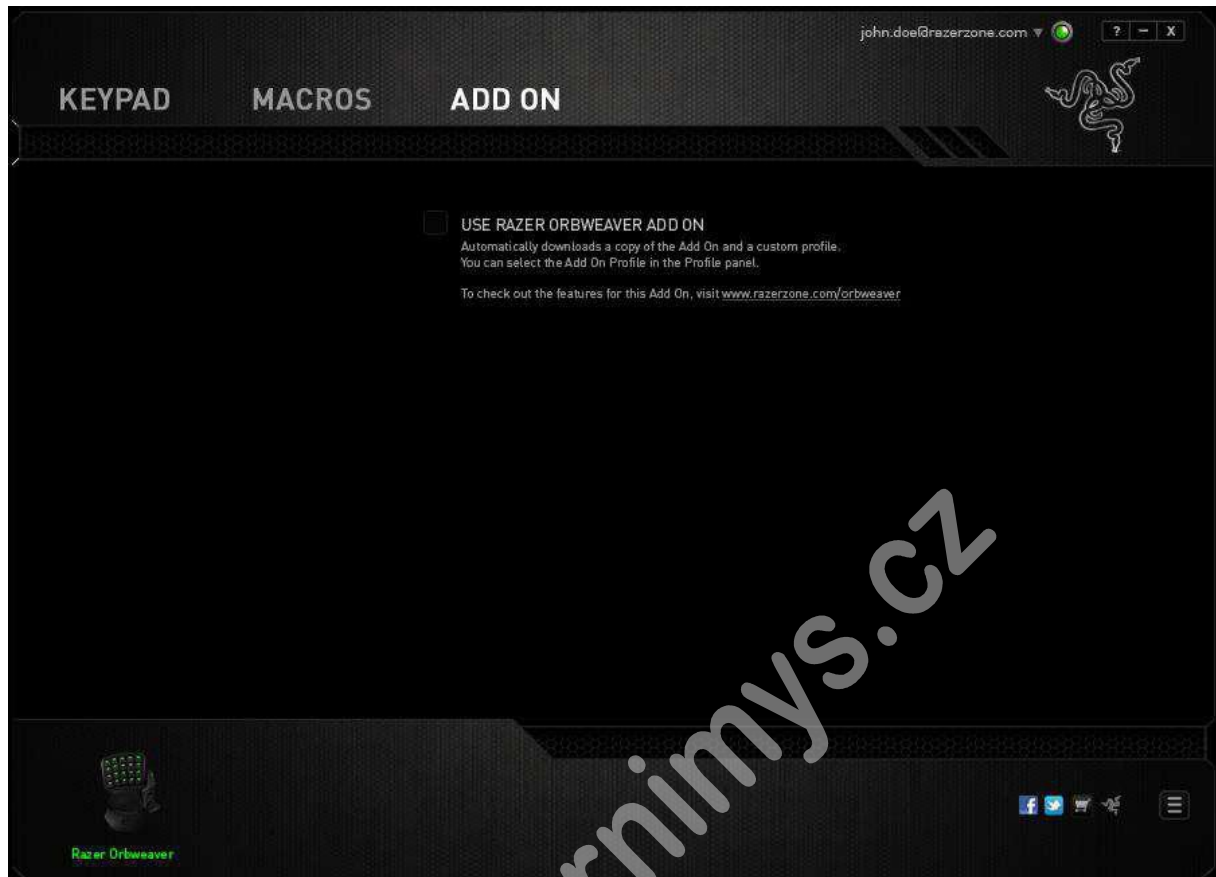 john.doe@razerzone.com
? - X
KEYPAD MACROS ADD ON
USE RAZER ORBWEAVER ADD ON
Automatically downloads a copy of the Add On and a custom profile.
You can select the Add On Profile in the Profile panel.
To check out the features for this Add On, visit www.razerzone.com/orbweaver
rnimys.cz
Razer Orbweaver